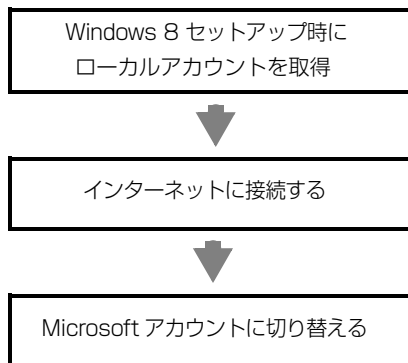 Windows 8 セットアップ時に
ローカルアカウントを取得
インターネットに接続する
Microsoft アカウントに切り替える